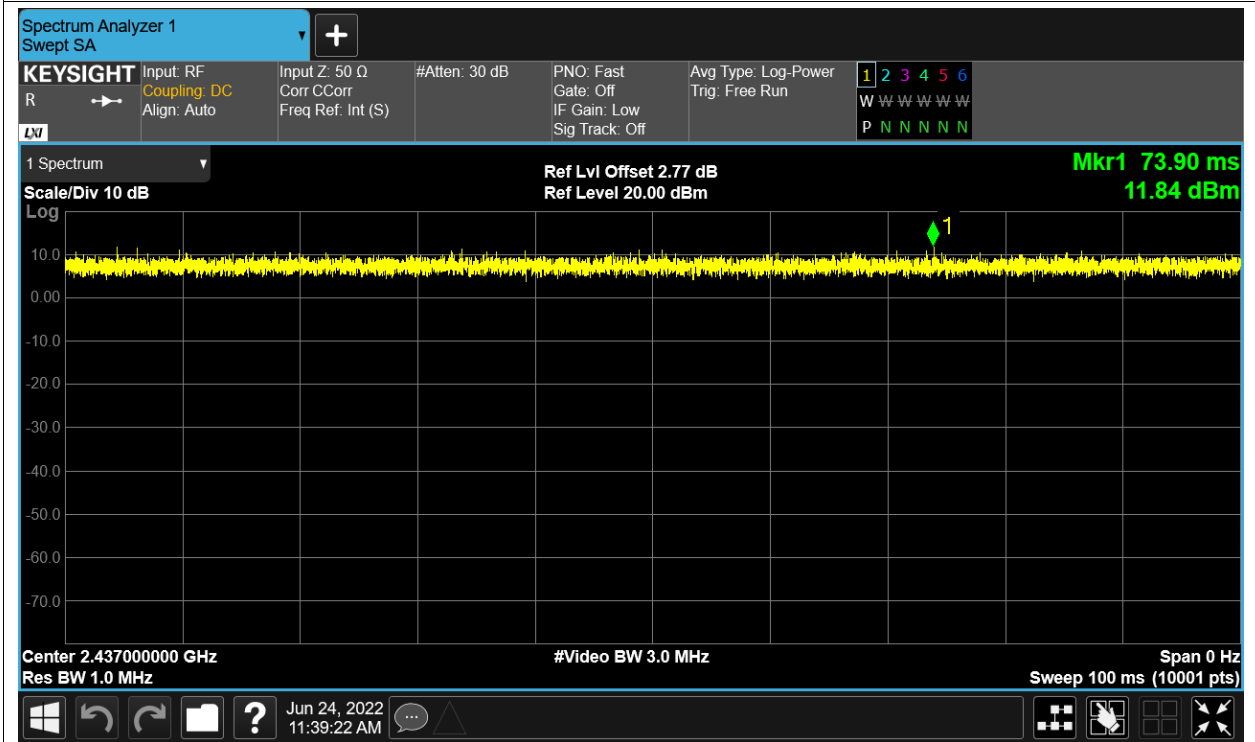 Spectrum Analyzer 1
Swept SA
▼
+
KEYSIGHT
R
LXI
Input: RF
Coupling: DC
Align: Auto
Input Z: 50 Ω
Corr CCorr
Freq Ref: Int (S)
#Atten: 30 dB
PNO: Fast
Gate: Off
IF Gain: Low
Sig Track: Off
Avg Type: Log-Power
Trig: Free Run
1 2 3 4 5 6
W W W W W W
P N N N N N
1 Spectrum ▼
Scale/Div 10 dB
Log
Ref Lvl Offset 2.77 dB
Ref Level 20.00 dBm
Mkr1 73.90 ms
11.84 dBm
1
10.0
0.00
-10.0
-20.0
-30.0
-40.0
-50.0
-60.0
-70.0
Center 2.437000000 GHz
Res BW 1.0 MHz
#Video BW 3.0 MHz
Span 0 Hz
Sweep 100 ms (10001 pts)
?
Jun 24, 2022
11:39:22 AM